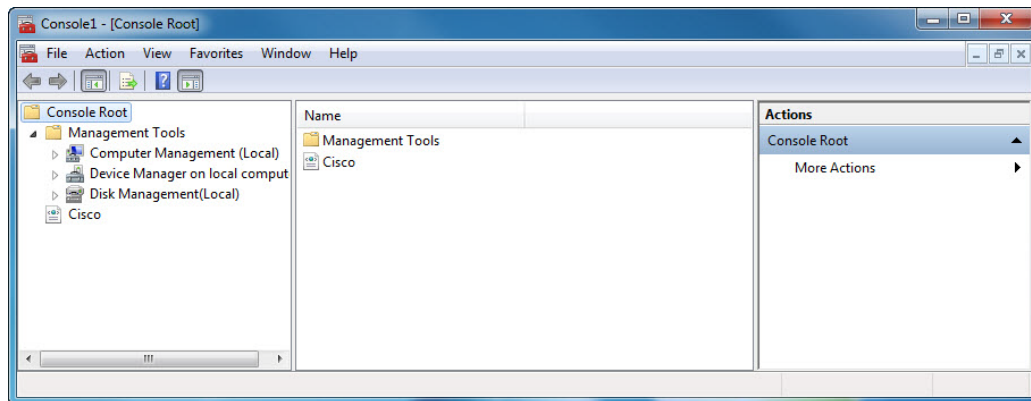 Console1 - [Console Root]
File Action View Favorites Window Help
Console Root
Management Tools
Computer Management (Local)
Device Manager on local comput
Disk Management(Local)
Cisco
Name
Management Tools
Cisco
Actions
Console Root
More Actions